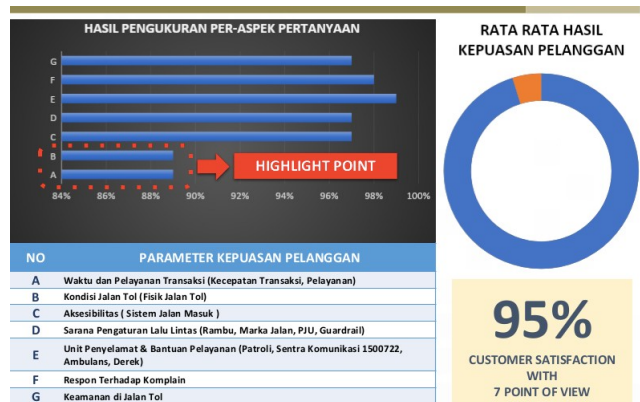 HASIL PENGUKURAN PER-ASPEK PERTANYAAN
G
F
E
D
C
B
A
HIGHLIGHT POINT
84% 86% 88% 90% 92% 94% 96% 98% 100%
RATA RATA HASIL
KEPUASAN PELANGGAN
NO PARAMETER KEPUASAN PELANGGAN
A Waktu dan Pelayanan Transaksi (Kecepatan Transaksi, Pelayanan)
B Kondisi Jalan Tol (Fisik Jalan Tol)
C Aksesibilitas ( Sistem Jalan Masuk )
D Sarana Pengaturan Lalu Lintas (Rambu, Marka Jalan, PJU, Guardrail)
E Unit Penyelamat & Bantuan Pelayanan (Patroli, Sentra Komunikasi 1500722,
Ambulans, Derek)
F Respon Terhadap Komplain
G Keamanan di Jalan Tol
95%
CUSTOMER SATISFACTION
WITH
7 POINT OF VIEW